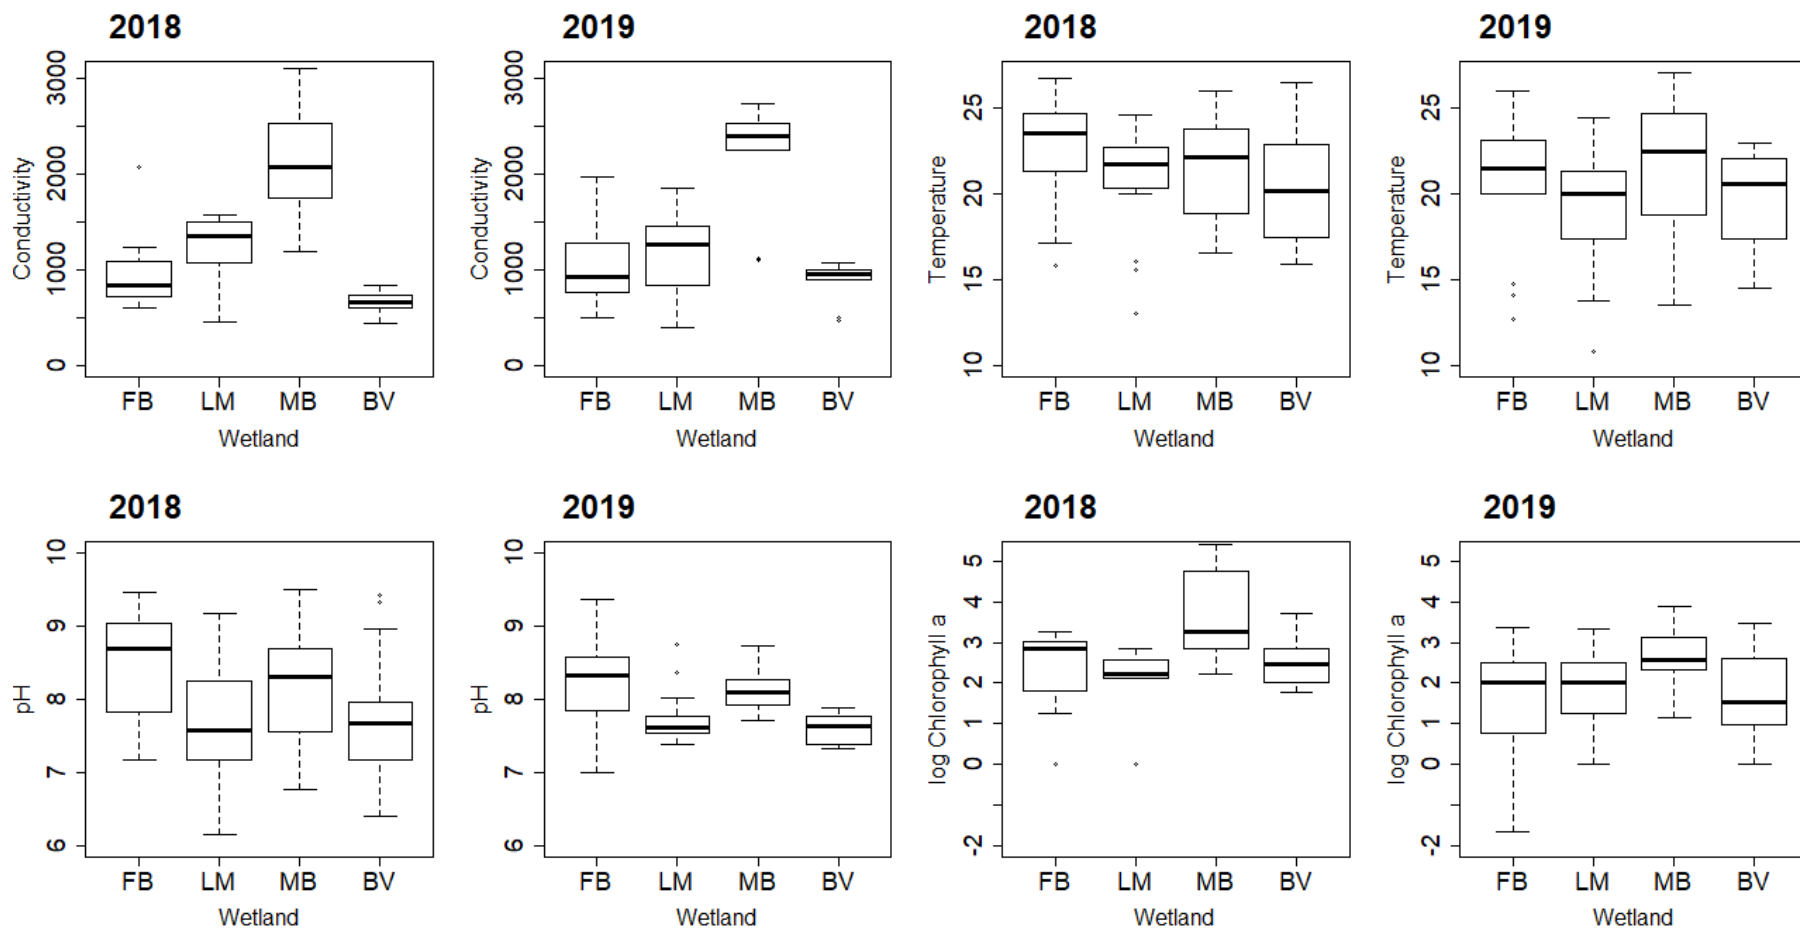 2018
2019
2018
2019
Conductivity
0 1000 2000 3000
FB LM MB BV
Wetland
Conductivity
0 1000 2000 3000
FB LM MB BV
Wetland
Temperature
10 15 20 25
FB LM MB BV
Wetland
Temperature
10 15 20 25
FB LM MB BV
Wetland
2018
2019
2018
2019
pH
6 7 8 9 10
FB LM MB BV
Wetland
pH
6 7 8 9 10
FB LM MB BV
Wetland
log Chlorophyll a
-2 0 1 2 3 4 5
FB LM MB BV
Wetland
log Chlorophyll a
-2 0 1 2 3 4 5
FB LM MB BV
Wetland